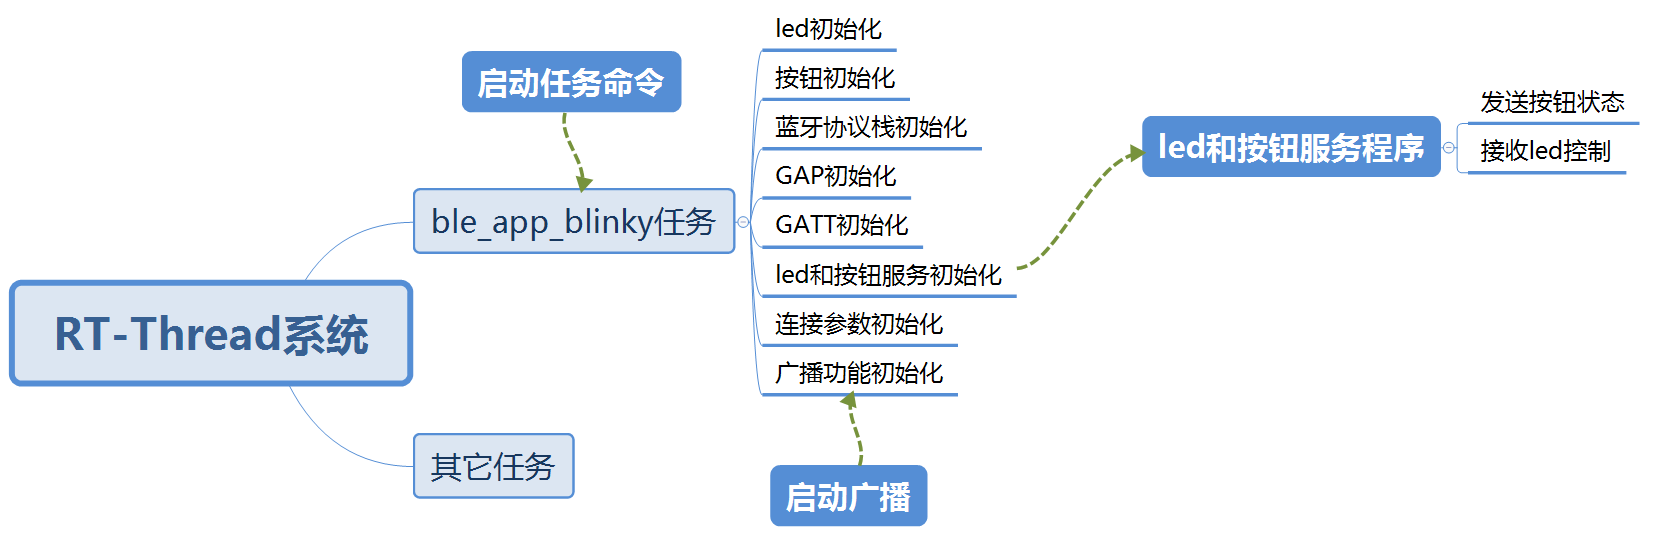 RT-Thread系统
启动任务命令
ble_app_blinky任务
led初始化
按钮初始化
蓝牙协议栈初始化
GAP初始化
GATT初始化
led和按钮服务初始化
连接参数初始化
广播功能初始化
启动广播
led和按钮服务程序
发送按钮状态
接收led控制
其它任务